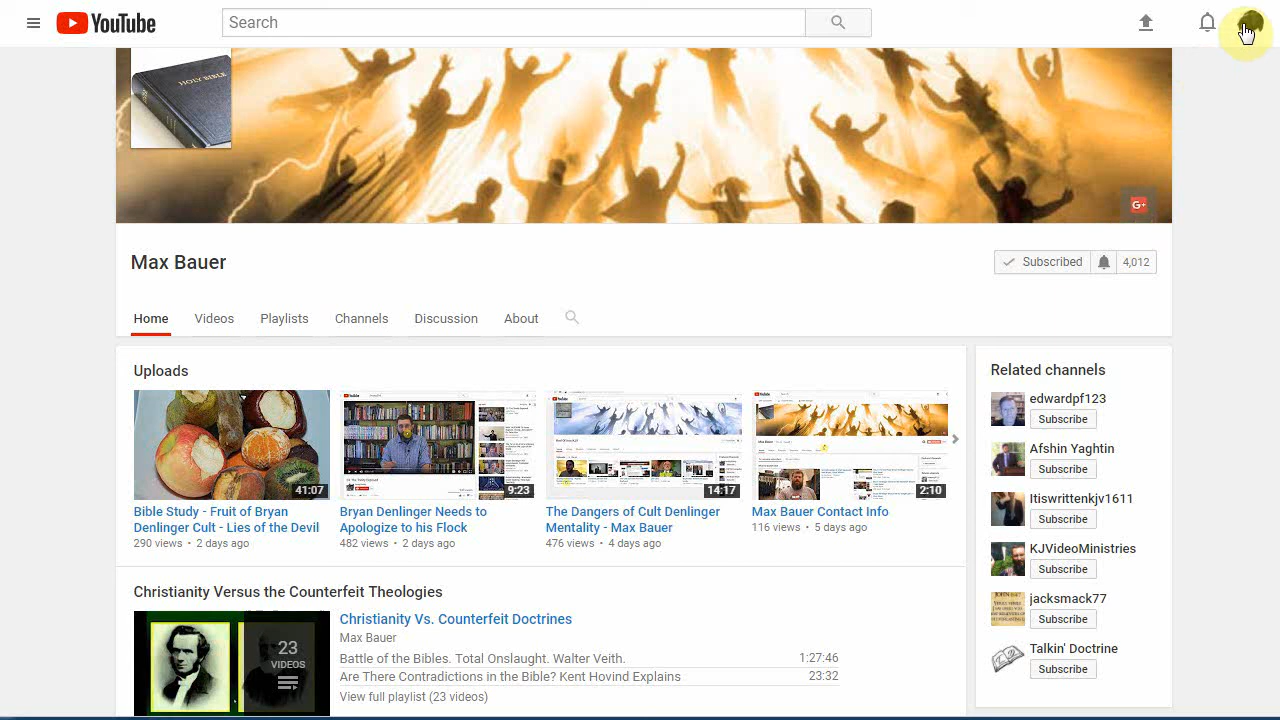 YouTube
Search
HOLY BIBLE
G+
Max Bauer
Subscribed 4,012
Home Videos Playlists Channels Discussion About
Uploads
41:07
9:23
14:17
2:10
Bible Study - Fruit of Bryan
Denlinger Cult - Lies of the Devil
290 views • 2 days ago
Bryan Denlinger Needs to
Apologize to his Flock
482 views • 2 days ago
The Dangers of Cult Denlinger
Mentality - Max Bauer
476 views • 4 days ago
Max Bauer Contact Info
116 views • 5 days ago
Christianity Versus the Counterfeit Theologies
23
VIDEOS
Christianity Vs. Counterfeit Doctrines
Max Bauer
Battle of the Bibles. Total Onslaught. Walter Veith. 1:27:46
Are There Contradictions in the Bible? Kent Hovind Explains 23:32
View full playlist (23 videos)
Related channels
edwardpf123
Subscribe
Afshin Yaghtin
Subscribe
Itiswrittenkjv1611
Subscribe
KJVideoMinistries
Subscribe
jacksmack77
Subscribe
Talkin' Doctrine
Subscribe